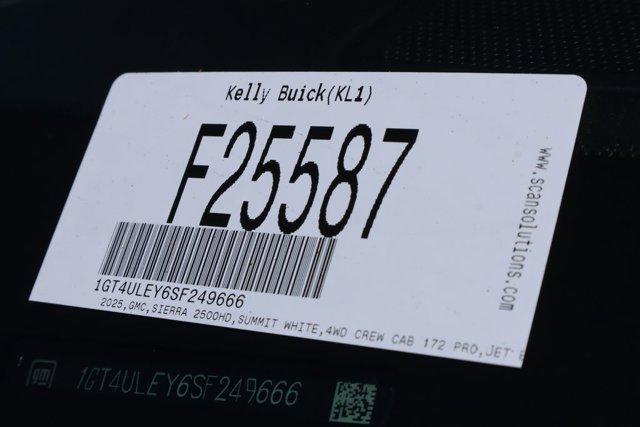 Kelly Buick(KL1)
F25587
www.scansolutions.com
1GT4ULEY6SF249666
2025,GMC,SIERRA 2500HD,SUMMIT WHITE,4WD CREW CAB 172 PRO,JET
gm 1GT4ULEY6SF249666